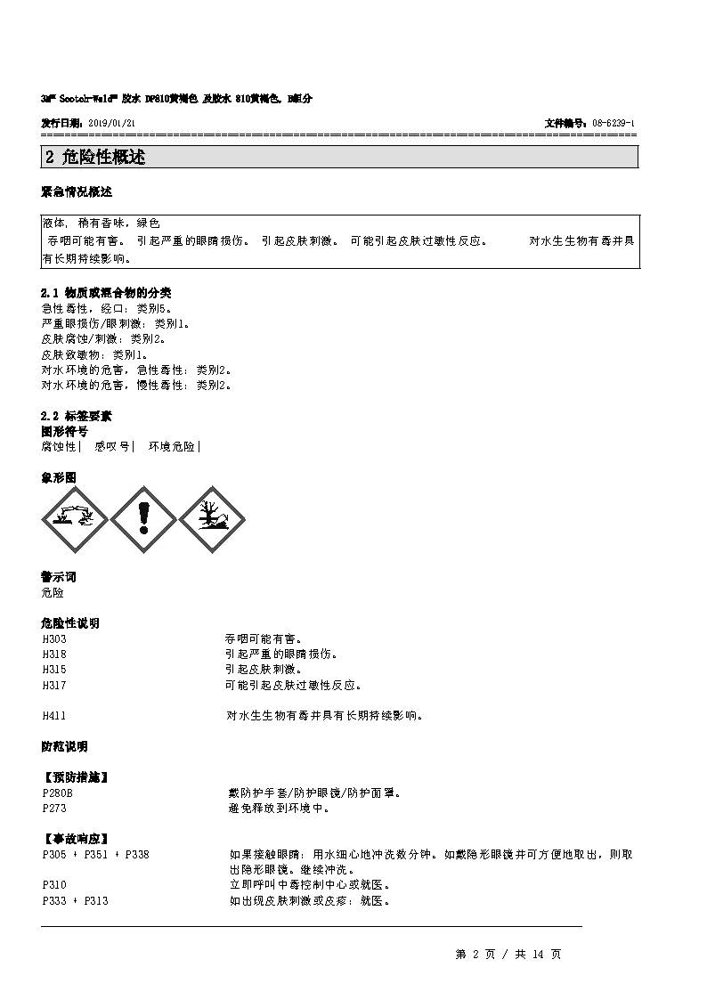 3M™ Scotch-Weld™ 胶水 DP810黄褐色 及胶水 810黄褐色, B组分
发行日期：2019/01/21 文件编号：08-6239-1
2 危险性概述
紧急情况概述
液体, 稍有香味，绿色
吞咽可能有害。 引起严重的眼睛损伤。 引起皮肤刺激。 可能引起皮肤过敏性反应。 对水生生物有毒并具
有长期持续影响。
2.1 物质或混合物的分类
急性毒性，经口：类别5。
严重眼损伤/眼刺激：类别1。
皮肤腐蚀/刺激：类别2。
皮肤致敏物：类别1。
对水环境的危害，急性毒性：类别2。
对水环境的危害，慢性毒性：类别2。
2.2 标签要素
图形符号
腐蚀性| 感叹号| 环境危险|
象形图
警示词
危险
危险性说明
H303 吞咽可能有害。
H318 引起严重的眼睛损伤。
H315 引起皮肤刺激。
H317 可能引起皮肤过敏性反应。
H411 对水生生物有毒并具有长期持续影响。
防范说明
【预防措施】
P280B 戴防护手套/防护眼镜/防护面罩。
P273 避免释放到环境中。
【事故响应】
P305 + P351 + P338 如果接触眼睛：用水细心地冲洗数分钟。如戴隐形眼镜并可方便地取出，则取
出隐形眼镜。继续冲洗。
P310 立即呼叫中毒控制中心或就医。
P333 + P313 如出现皮肤刺激或皮疹：就医。
第 2 页 / 共 14 页